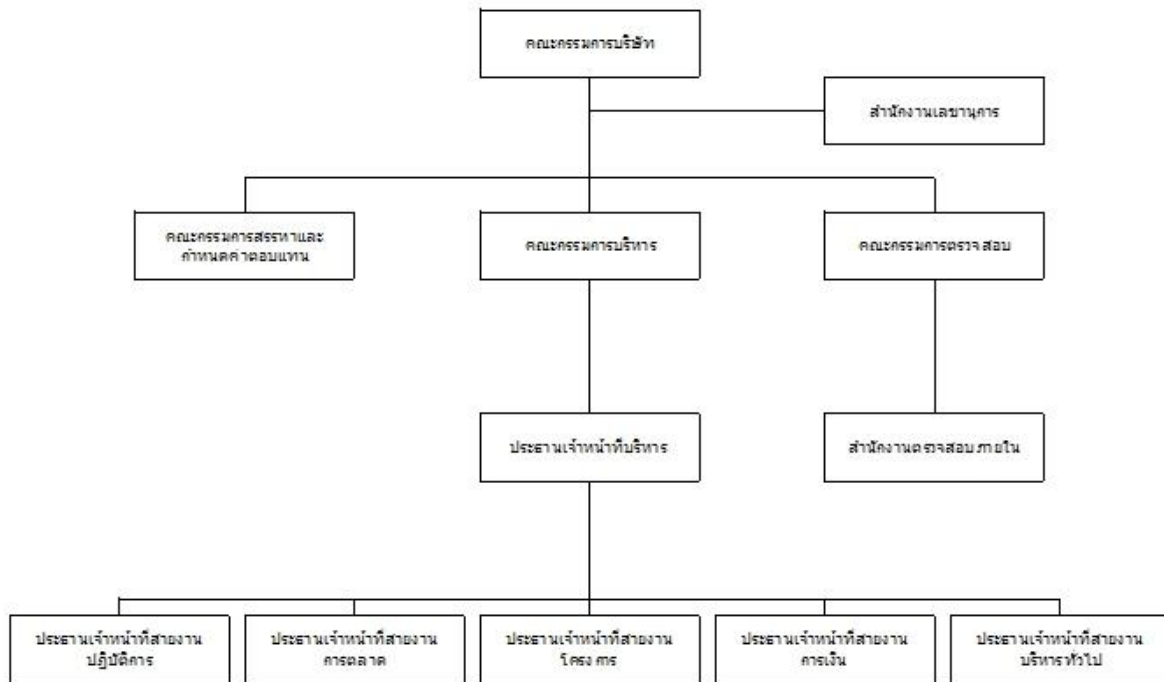 คณะกรรมการบริษัท
สำนักงานเลขานุการ
คณะกรรมการสรรหาและ
กำหนดค่าตอบแทน
คณะกรรมการบริหาร
คณะกรรมการตรวจสอบ
ประธานเจ้าหน้าที่บริหาร
สำนักงานตรวจสอบภายใน
ประธานเจ้าหน้าที่สายงาน
ปฏิบัติการ
ประธานเจ้าหน้าที่สายงาน
การตลาด
ประธานเจ้าหน้าที่สายงาน
โครงการ
ประธานเจ้าหน้าที่สายงาน
การเงิน
ประธานเจ้าหน้าที่สายงาน
บริหารทั่วไป